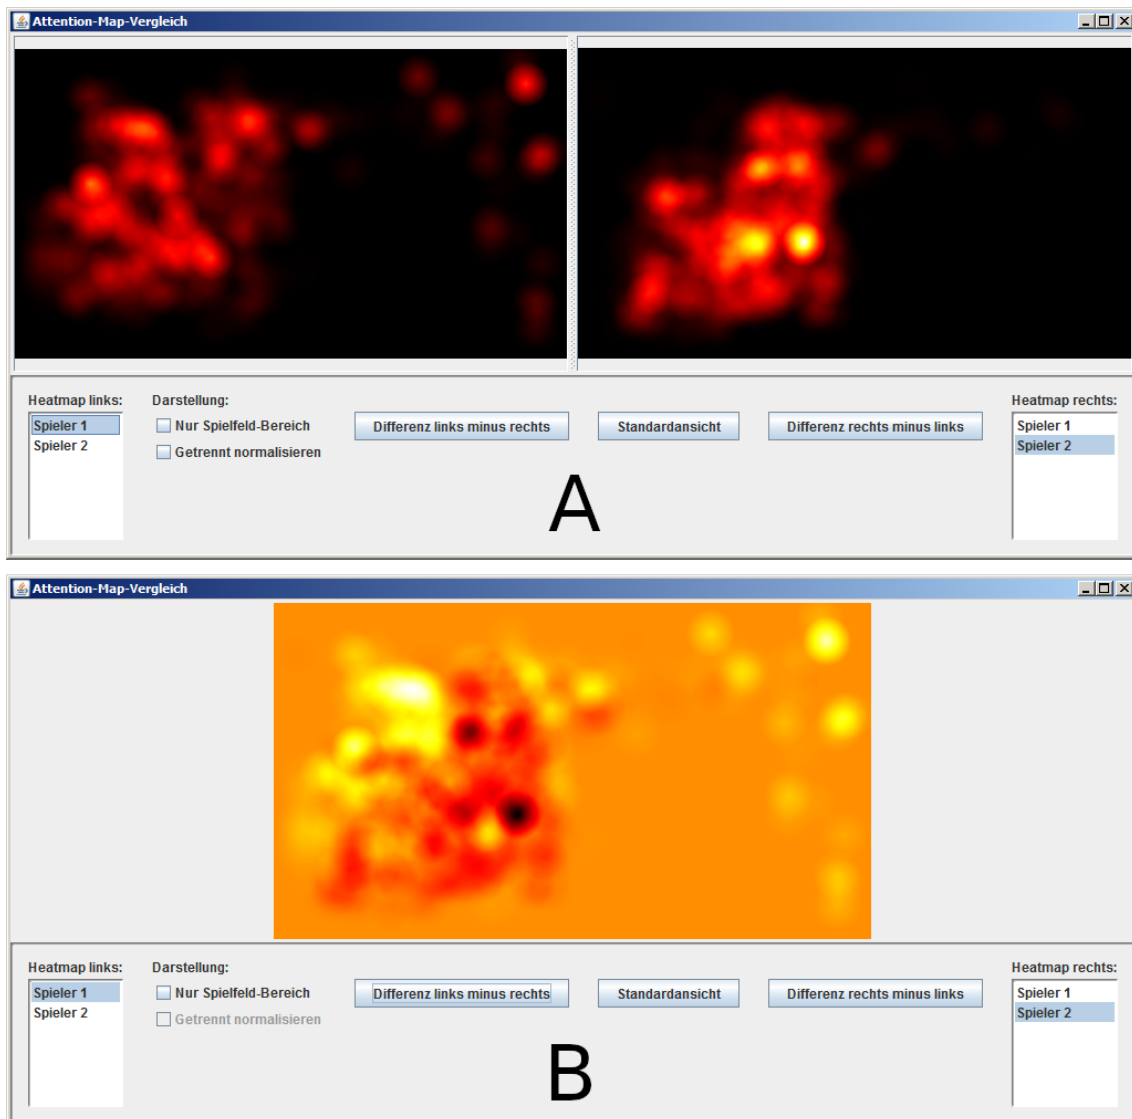 Attention-Map-Vergleich
Heatmap links:
Darstellung:
Heatmap rechts:
Spieler 1
Nur Spielfeld-Bereich
Differenz links minus rechts
Standardansicht
Differenz rechts minus links
Spieler 1
Spieler 2
Getrennt normalisieren
Spieler 2
A
Attention-Map-Vergleich
Heatmap links:
Darstellung:
Heatmap rechts:
Spieler 1
Nur Spielfeld-Bereich
Differenz links minus rechts
Standardansicht
Differenz rechts minus links
Spieler 1
Spieler 2
Getrennt normalisieren
Spieler 2
B